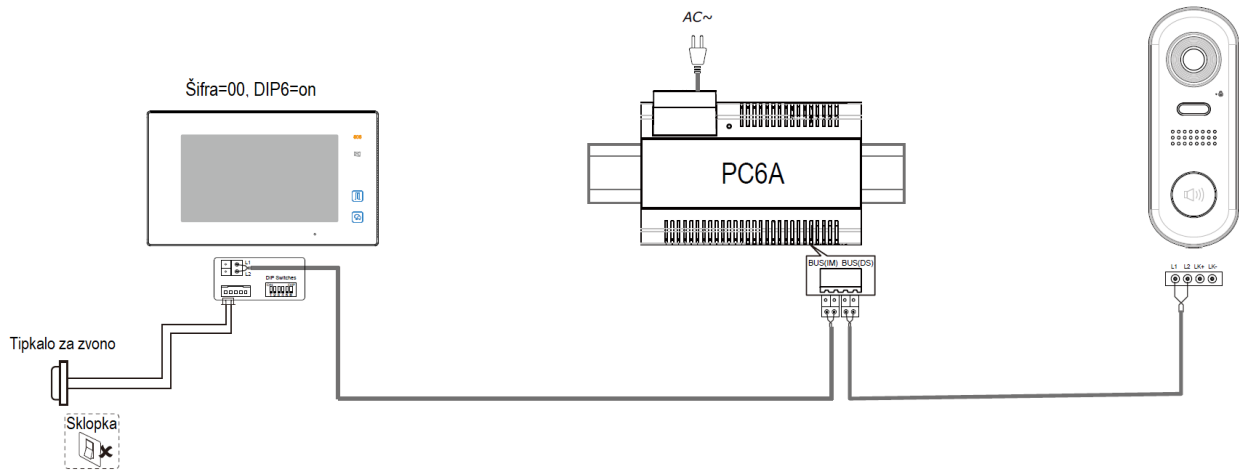 AC~
Šifra=00, DIP6=on
PC6A
BUS(IM) BUS(DS)
L1
L2
DIP Switches
L1 L2 LK+ LK-
Tipkalo za zvono
Sklopka